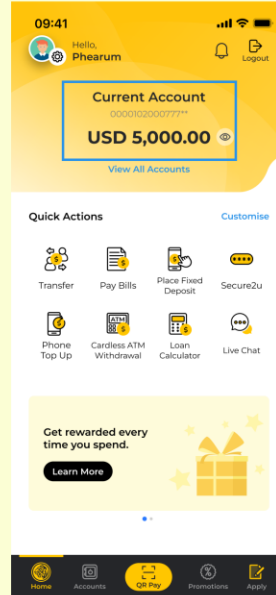 09:41
Hello,
Phearum
Logout
Current Account
0000102000777**
USD 5,000.00
View All Accounts
Quick Actions
Customise
Transfer
Pay Bills
Place Fixed
Deposit
Secure2u
Phone
Top Up
ATM
Cardless ATM
Withdrawal
Loan
Calculator
Live Chat
Get rewarded every
time you spend.
Learn More
Home
Accounts
QR Pay
Promotions
Apply